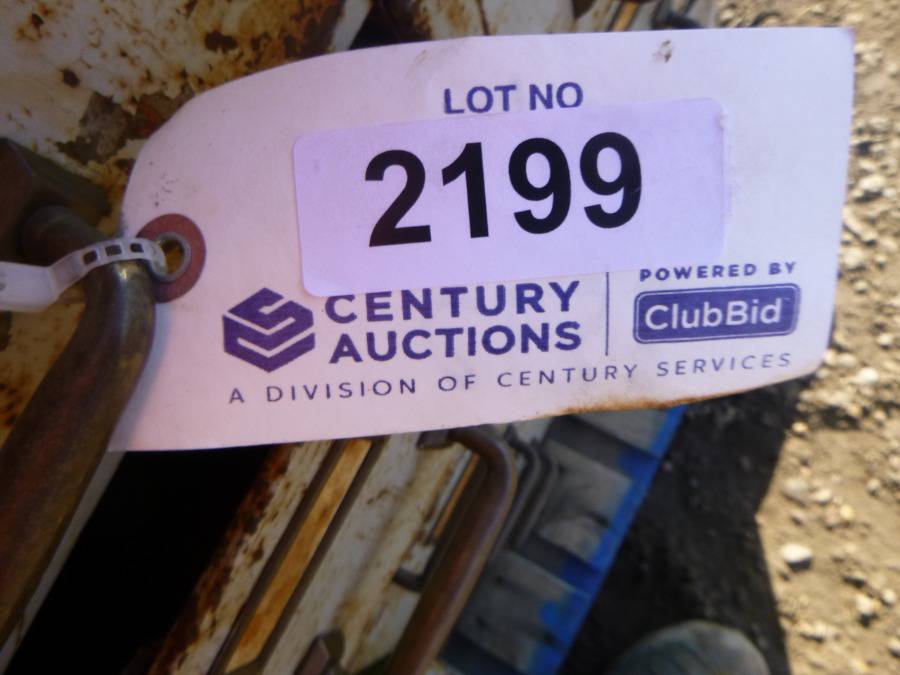 LOT NO
2199
CENTURY
AUCTIONS
POWERED BY
ClubBid
A DIVISION OF CENTURY SERVICES